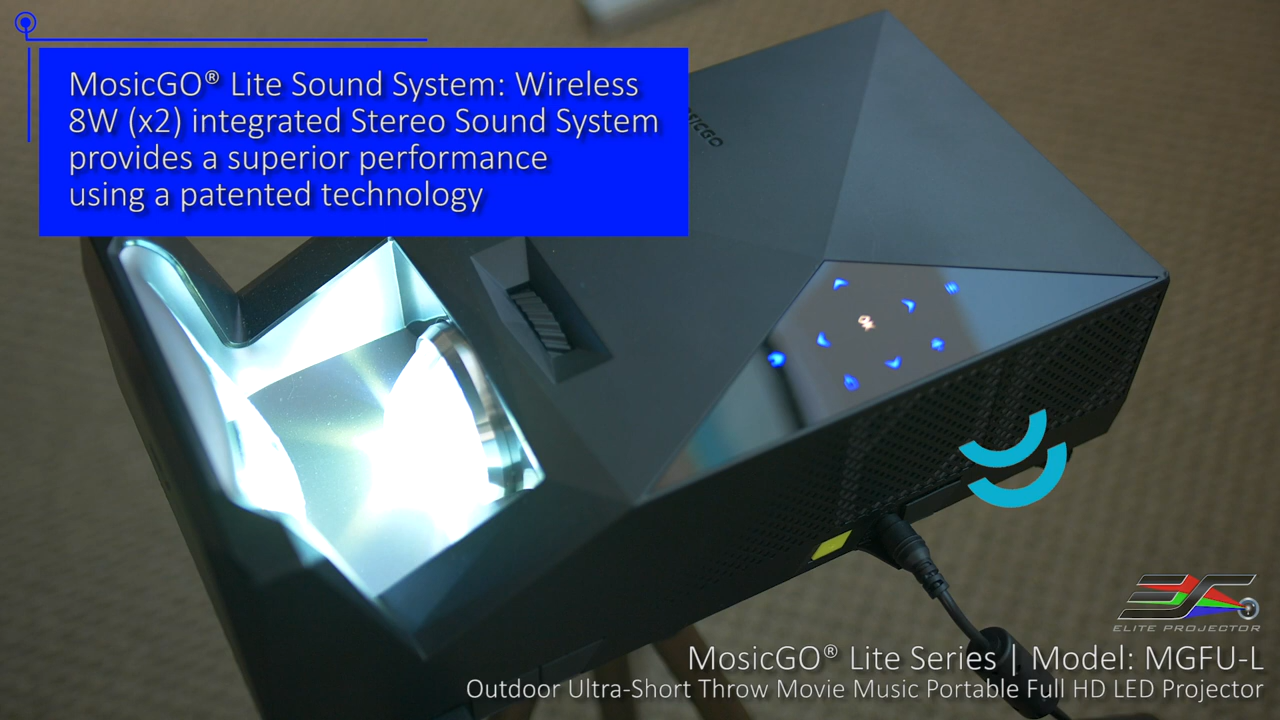 MosicGO® Lite Sound System: Wireless
8W (x2) integrated Stereo Sound System
provides a superior performance
using a patented technology
ELITE PROJECTOR
MosicGO® Lite Series | Model: MGFU-L
Outdoor Ultra-Short Throw Movie Music Portable Full HD LED Projector